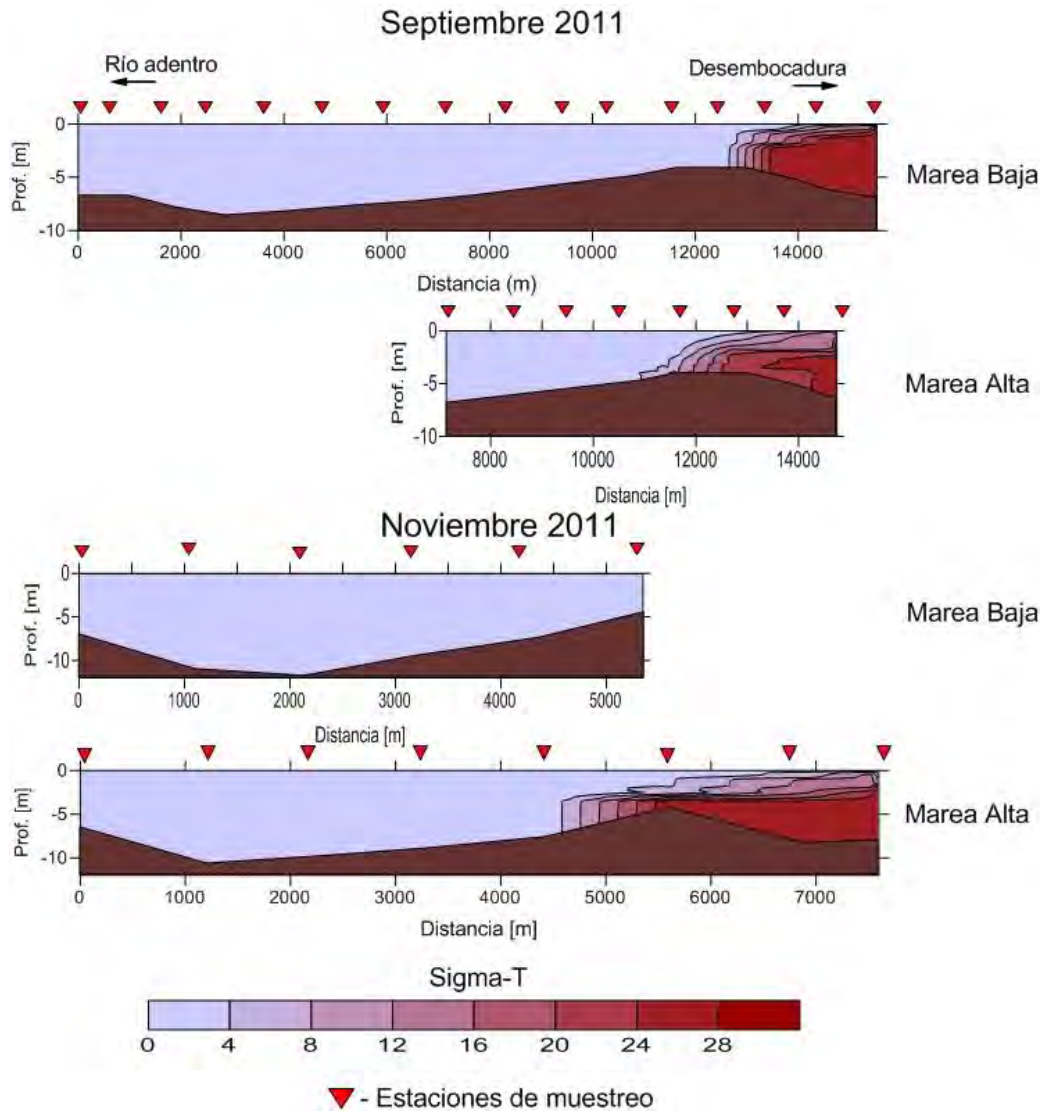 Septiembre 2011
Río adentro
Desembocadura
0
-5
-10
Prof. [m]
Marea Baja
0 2000 4000 6000 8000 10000 12000 14000
Distancia (m)
0
-5
-10
Prof. [m]
Marea Alta
8000 10000 12000 14000
Distancia [m]
Noviembre 2011
0
-5
-10
Prof. [m]
Marea Baja
0 1000 2000 3000 4000 5000
Distancia [m]
0
-5
-10
Prof. [m]
Marea Alta
0 1000 2000 3000 4000 5000 6000 7000
Distancia [m]
Sigma-T
0 4 8 12 16 20 24 28
- Estaciones de muestreo